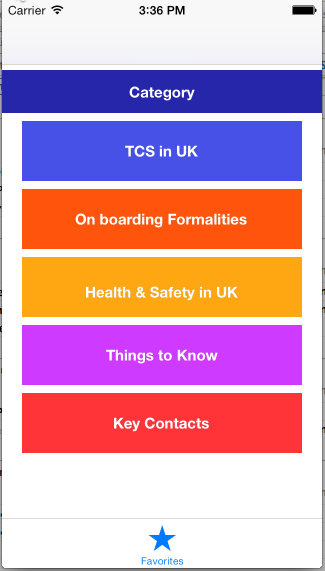 Carrier 3:36 PM
Category
TCS in UK
On boarding Formalities
Health & Safety in UK
Things to Know
Key Contacts
Favorites